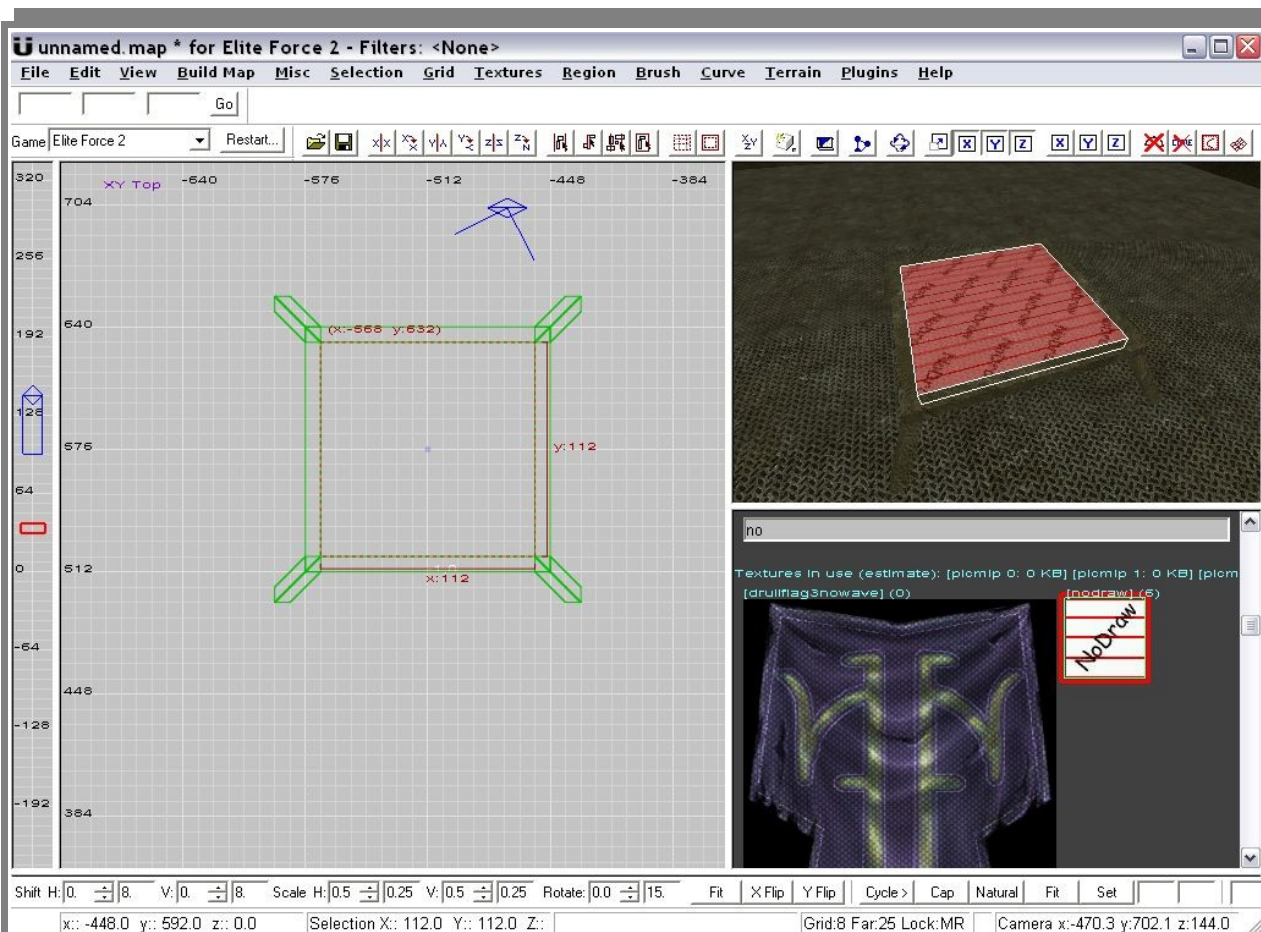 unnamed.map * for Elite Force 2 - Filters: <None>
File Edit View Build Map Misc Selection Grid Textures Region Brush Curve Terrain Plugins Help
Go
Game Elite Force 2 Restart...
320 XY Top -640 -576 -512 -448 -384
704
256
192 640 (x:-568 y:632)
128
576 y:112
64
0 512
x:112
-64
448
-128
-192 384
NoDraw
no
Textures in use (estimate): [picmip 0: 0 KB] [picmip 1: 0 KB] [picm
[drullflag3nowave] (0) [nodraw] (6)
NoDraw
Shift H: 0. 8. V: 0. 8. Scale H: 0.5 0.25 V: 0.5 0.25 Rotate: 0.0 15. Fit X Flip Y Flip Cycle > Cap Natural Fit Set
x:: -448.0 y:: 592.0 z:: 0.0 Selection X:: 112.0 Y:: 112.0 Z:: Grid:8 Far:25 Lock:MR Camera x:-470.3 y:702.1 z:144.0